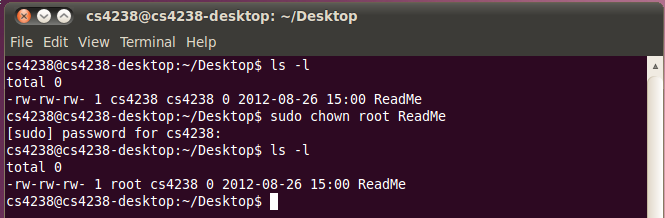 cs4238@cs4238-desktop: ~/Desktop
File Edit View Terminal Help
cs4238@cs4238-desktop:~/Desktop$ ls -l
total 0
-rw-rw-rw- 1 cs4238 cs4238 0 2012-08-26 15:00 ReadMe
cs4238@cs4238-desktop:~/Desktop$ sudo chown root ReadMe
[sudo] password for cs4238:
cs4238@cs4238-desktop:~/Desktop$ ls -l
total 0
-rw-rw-rw- 1 root cs4238 0 2012-08-26 15:00 ReadMe
cs4238@cs4238-desktop:~/Desktop$